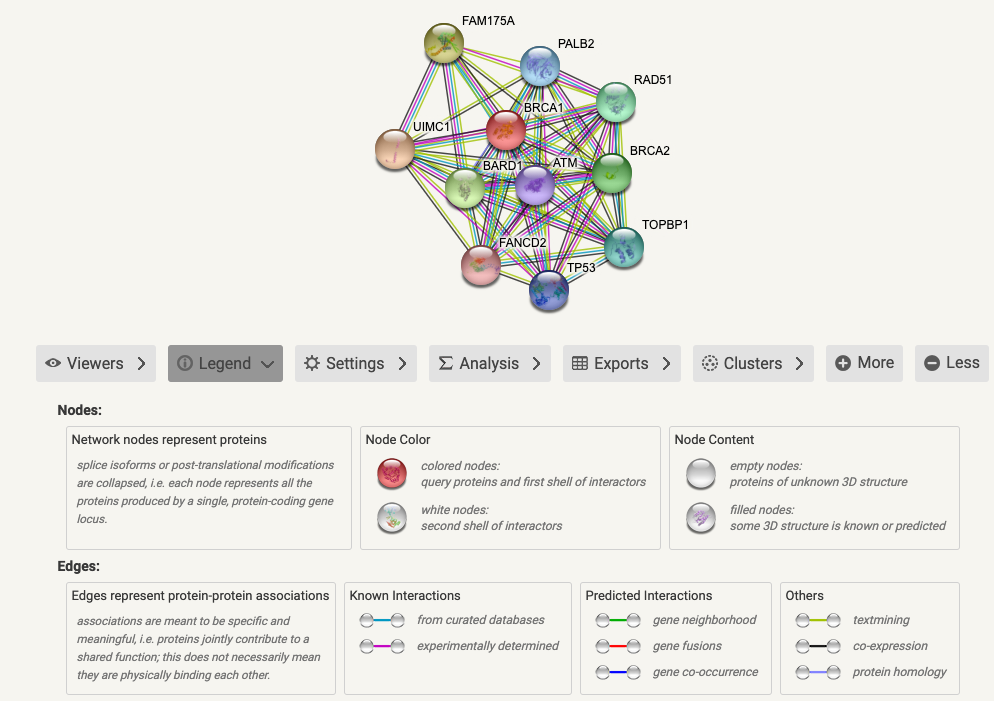 FAM175A
PALB2
RAD51
BRCA1
UIMC1
BRCA2
BARD1
ATM
TOPBP1
FANCD2
TP53
Viewers
Legend
Settings
Analysis
Exports
Clusters
More
Less
Nodes:
Network nodes represent proteins
splice isoforms or post-translational modifications
are collapsed, i.e. each node represents all the
proteins produced by a single, protein-coding gene
locus.
Node Color
colored nodes:
query proteins and first shell of interactors
white nodes:
second shell of interactors
Node Content
empty nodes:
proteins of unknown 3D structure
filled nodes:
some 3D structure is known or predicted
Edges:
Edges represent protein-protein associations
associations are meant to be specific and
meaningful, i.e. proteins jointly contribute to a
shared function; this does not necessarily mean
they are physically binding each other.
Known Interactions
from curated databases
experimentally determined
Predicted Interactions
gene neighborhood
gene fusions
gene co-occurrence
Others
textmining
co-expression
protein homology